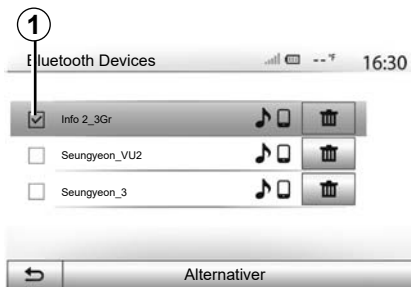 1
Bluetooth Devices -- °F 16:30
Info 2_3Gr
Seungyeon_VU2
Seungyeon_3
Alternativer